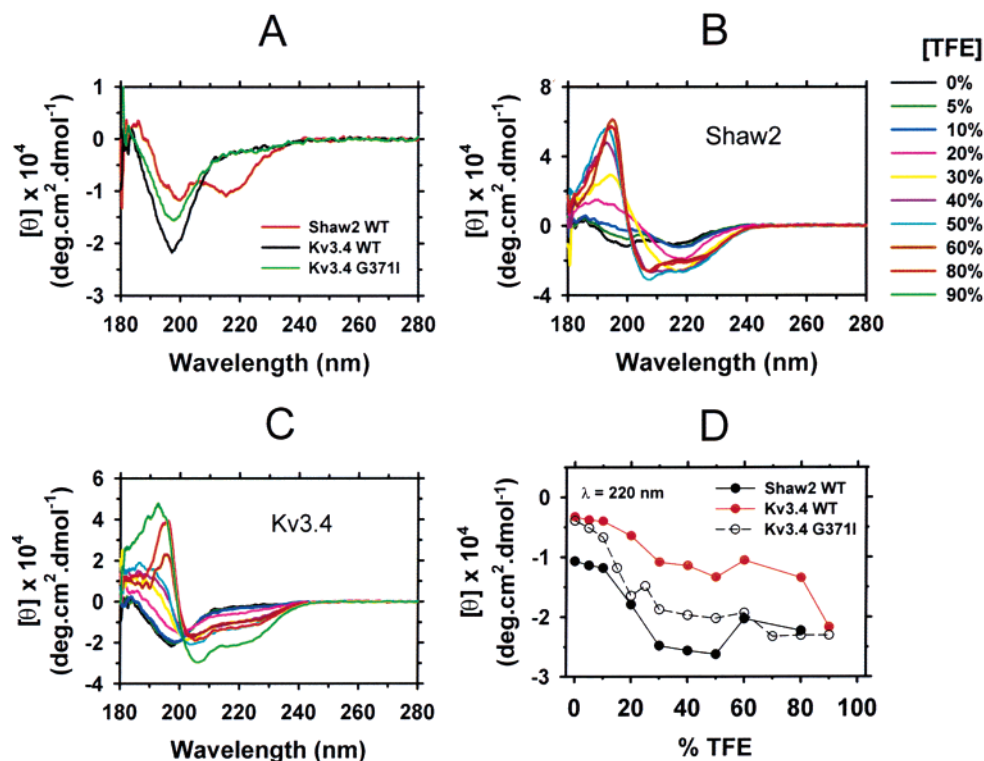 A
[θ] x 10⁴
(deg.cm².dmol⁻¹)
1
0
-1
-2
-3
180 200 220 240 260 280
Wavelength (nm)
Shaw2 WT
Kv3.4 WT
Kv3.4 G371I
B
[θ] x 10⁴
(deg.cm².dmol⁻¹)
8
4
0
-4
180 200 220 240 260 280
Wavelength (nm)
Shaw2
[TFE]
0%
5%
10%
20%
30%
40%
50%
60%
80%
90%
C
[θ] x 10⁴
(deg.cm².dmol⁻¹)
6
4
2
0
-2
-4
180 200 220 240 260 280
Wavelength (nm)
Kv3.4
D
[θ] x 10⁴
(deg.cm².dmol⁻¹)
-0
-1
-2
-3
0 20 40 60 80 100
% TFE
λ = 220 nm
Shaw2 WT
Kv3.4 WT
Kv3.4 G371I